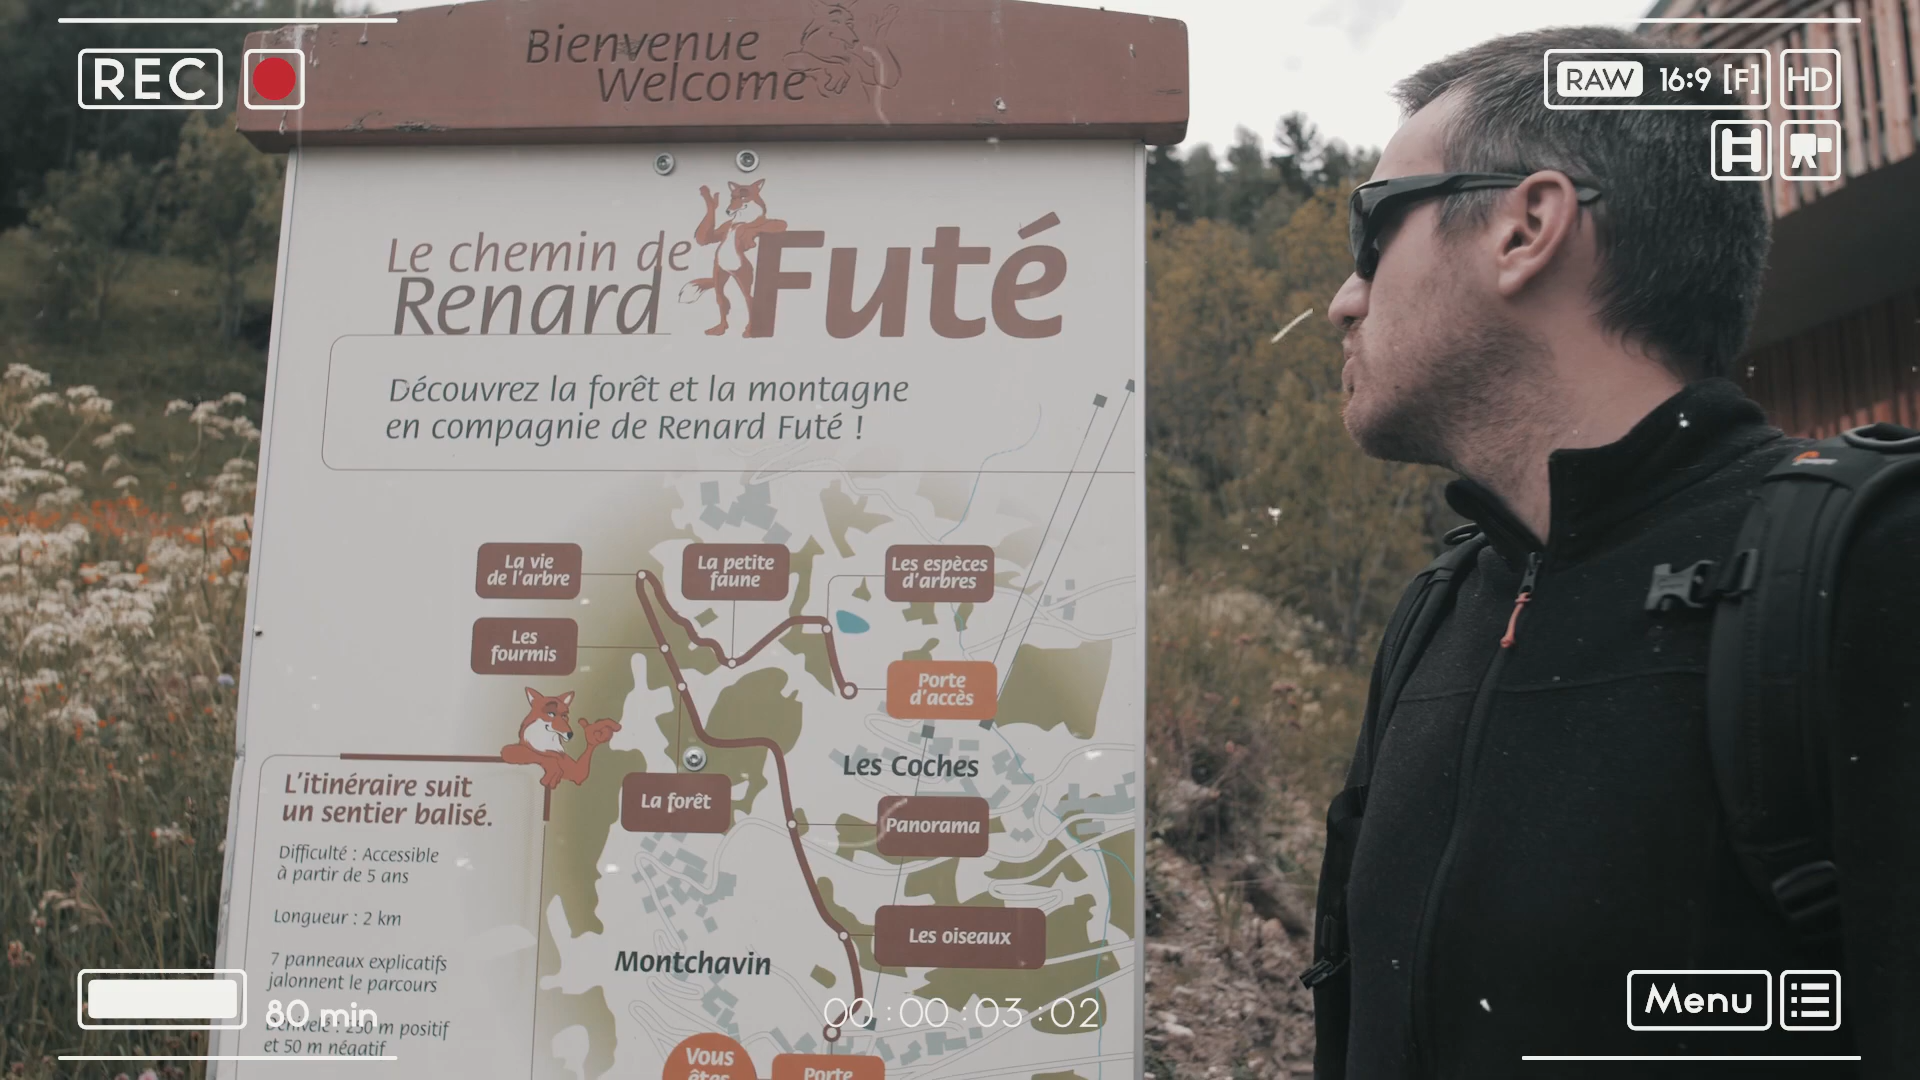 REC
RAW 16:9 [F] HD
Bienvenue
Welcome
Le chemin de
Renard Futé
Découvrez la forêt et la montagne
en compagnie de Renard Futé !
La vie
de l'arbre
La petite
faune
Les espèces
d'arbres
Les
fourmis
Porte
d'accès
L'itinéraire suit
un sentier balisé.
Les Coches
La forêt
Panorama
Difficulté : Accessible
à partir de 5 ans
Longueur : 2 km
Les oiseaux
Montchavin
7 panneaux explicatifs
jalonnent le parcours
Menu
80 min
00:00:03:02
m positif
et 50 m négatif
Vous
êtes
Porte